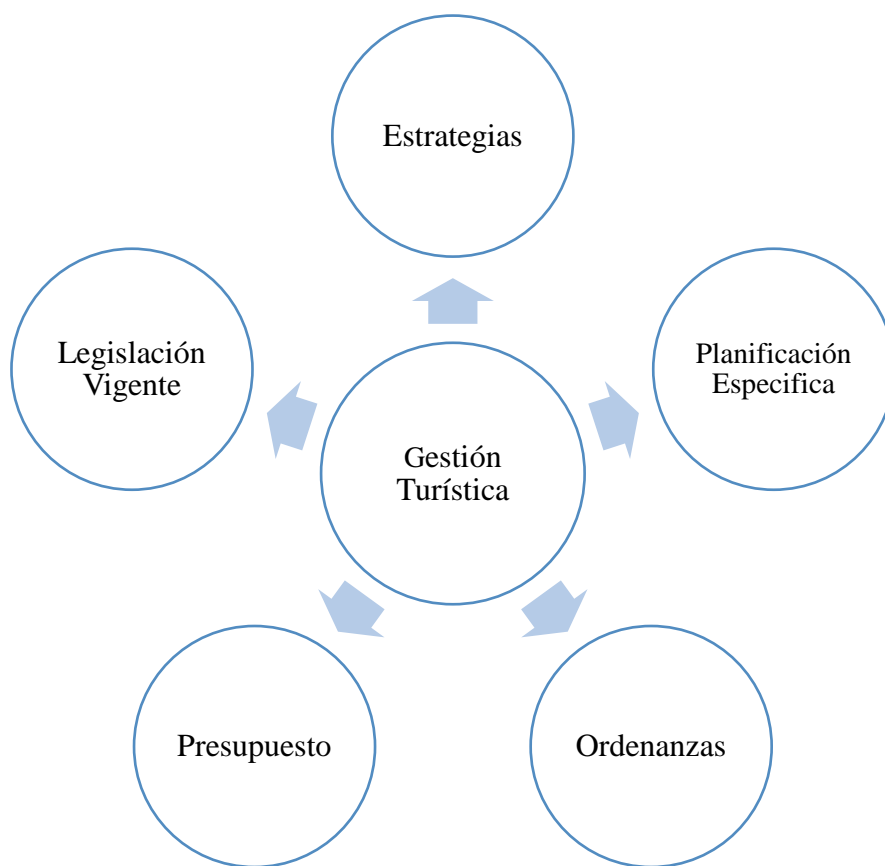 Estrategias
Legislación
Vigente
Planificación
Especifica
Gestión
Turística
Presupuesto
Ordenanzas